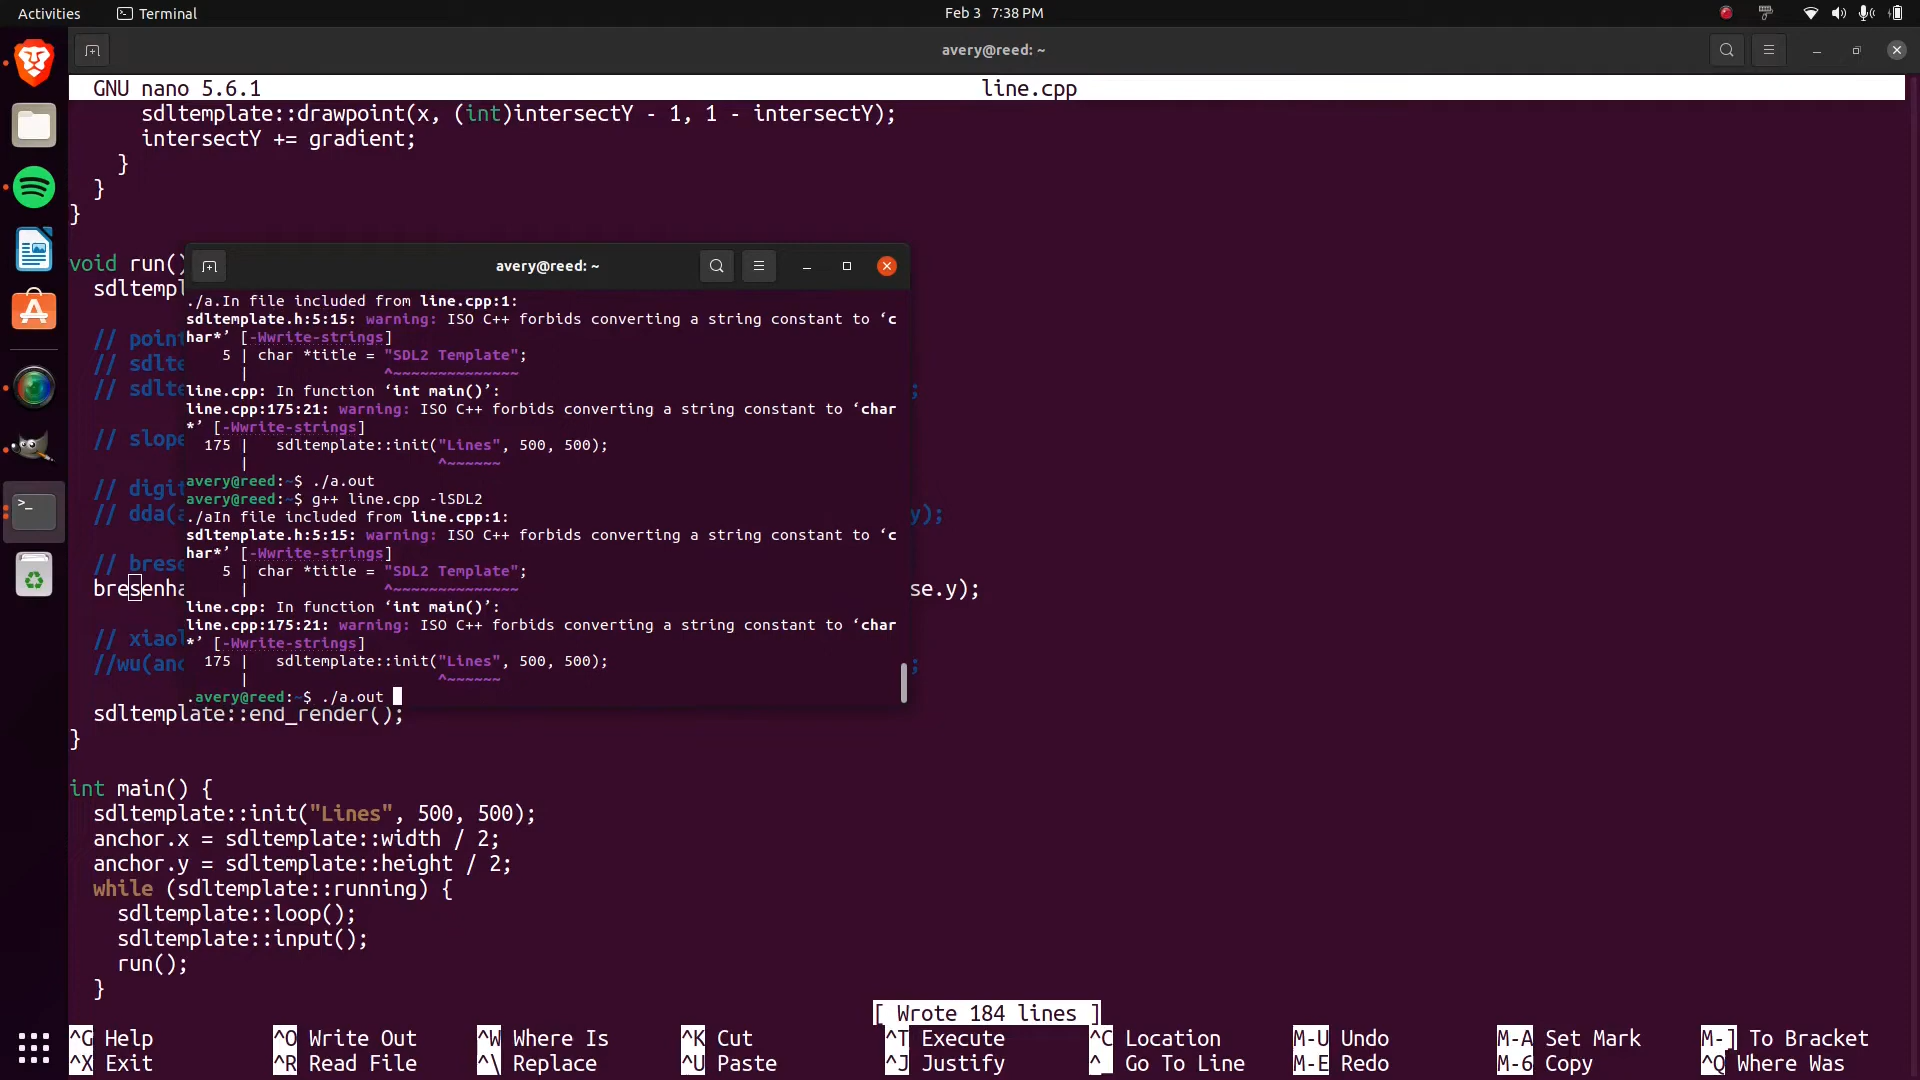 Activities
Terminal
Feb 3 7:38 PM
avery@reed: ~
GNU nano 5.6.1
line.cpp
sdltemplate::drawpoint(x, (int)intersectY - 1, 1 - intersectY);
intersectY += gradient;
}
}
}
void run()
sdltempl
// point
// sdlte
// sdlte
;
// slope
// digit
// dda(a
y);
// brese
bresenha
se.y);
// xiaol
//wu(anc
;
sdltemplate::end_render();
}
int main() {
sdltemplate::init("Lines", 500, 500);
anchor.x = sdltemplate::width / 2;
anchor.y = sdltemplate::height / 2;
while (sdltemplate::running) {
sdltemplate::loop();
sdltemplate::input();
run();
}
avery@reed: ~
./a.In file included from line.cpp:1:
sdltemplate.h:5:15: warning: ISO C++ forbids converting a string constant to ‘c
har*’ [-Wwrite-strings]
5 | char *title = "SDL2 Template";
| ^~~~~~~~~~~~~~~
line.cpp: In function ‘int main()’:
line.cpp:175:21: warning: ISO C++ forbids converting a string constant to ‘char
*’ [-Wwrite-strings]
175 | sdltemplate::init("Lines", 500, 500);
| ^~~~~~~
avery@reed:~$ ./a.out
avery@reed:~$ g++ line.cpp -lSDL2
./aIn file included from line.cpp:1:
sdltemplate.h:5:15: warning: ISO C++ forbids converting a string constant to ‘c
har*’ [-Wwrite-strings]
5 | char *title = "SDL2 Template";
| ^~~~~~~~~~~~~~~
line.cpp: In function ‘int main()’:
line.cpp:175:21: warning: ISO C++ forbids converting a string constant to ‘char
*’ [-Wwrite-strings]
175 | sdltemplate::init("Lines", 500, 500);
| ^~~~~~~
.avery@reed:~$ ./a.out
[ Wrote 184 lines ]
^G Help ^O Write Out ^W Where Is ^K Cut ^T Execute ^C Location M-U Undo M-A Set Mark M-] To Bracket
^X Exit ^R Read File ^\ Replace ^U Paste ^J Justify ^_ Go To Line M-E Redo M-6 Copy ^Q Where Was